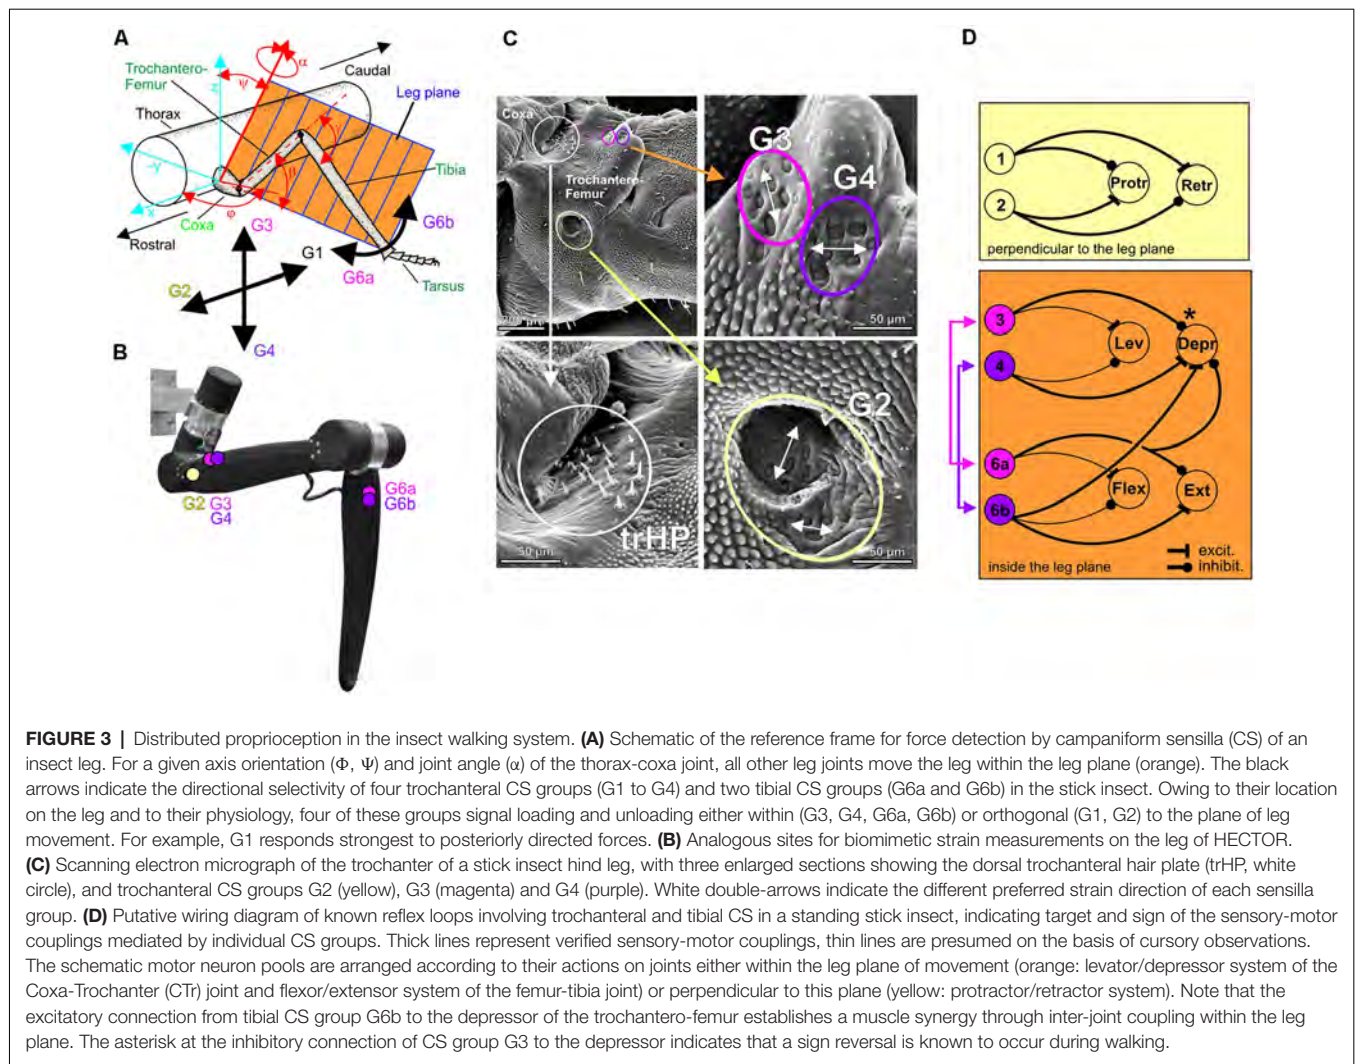 A
C
D
Trochantero-
Femur
Thorax
Caudal
Leg plane
Tibia
Tarsus
Coxa
Rostral
α
ψ
z
-y
x
φ
β
γ
G3
G1
G2
G4
G6a
G6b
B
G2
G3
G4
G6a
G6b
Coxa
Trochantero-
Femur
200 µm
G3
G4
50 µm
trHP
50 µm
G2
50 µm
1
2
Protr
Retr
perpendicular to the leg plane
3
4
*
Lev
Depr
6a
6b
Flex
Ext
excit.
inhibit.
inside the leg plane
FIGURE 3 | Distributed proprioception in the insect walking system. (A) Schematic of the reference frame for force detection by campaniform sensilla (CS) of an
insect leg. For a given axis orientation (Φ, Ψ) and joint angle (α) of the thorax-coxa joint, all other leg joints move the leg within the leg plane (orange). The black
arrows indicate the directional selectivity of four trochanteral CS groups (G1 to G4) and two tibial CS groups (G6a and G6b) in the stick insect. Owing to their location
on the leg and to their physiology, four of these groups signal loading and unloading either within (G3, G4, G6a, G6b) or orthogonal (G1, G2) to the plane of leg
movement. For example, G1 responds strongest to posteriorly directed forces. (B) Analogous sites for biomimetic strain measurements on the leg of HECTOR.
(C) Scanning electron micrograph of the trochanter of a stick insect hind leg, with three enlarged sections showing the dorsal trochanteral hair plate (trHP, white
circle), and trochanteral CS groups G2 (yellow), G3 (magenta) and G4 (purple). White double-arrows indicate the different preferred strain direction of each sensilla
group. (D) Putative wiring diagram of known reflex loops involving trochanteral and tibial CS in a standing stick insect, indicating target and sign of the sensory-motor
couplings mediated by individual CS groups. Thick lines represent verified sensory-motor couplings, thin lines are presumed on the basis of cursory observations.
The schematic motor neuron pools are arranged according to their actions on joints either within the leg plane of movement (orange: levator/depressor system of the
Coxa-Trochanter (CTr) joint and flexor/extensor system of the femur-tibia joint) or perpendicular to this plane (yellow: protractor/retractor system). Note that the
excitatory connection from tibial CS group G6b to the depressor of the trochantero-femur establishes a muscle synergy through inter-joint coupling within the leg
plane. The asterisk at the inhibitory connection of CS group G3 to the depressor indicates that a sign reversal is known to occur during walking.